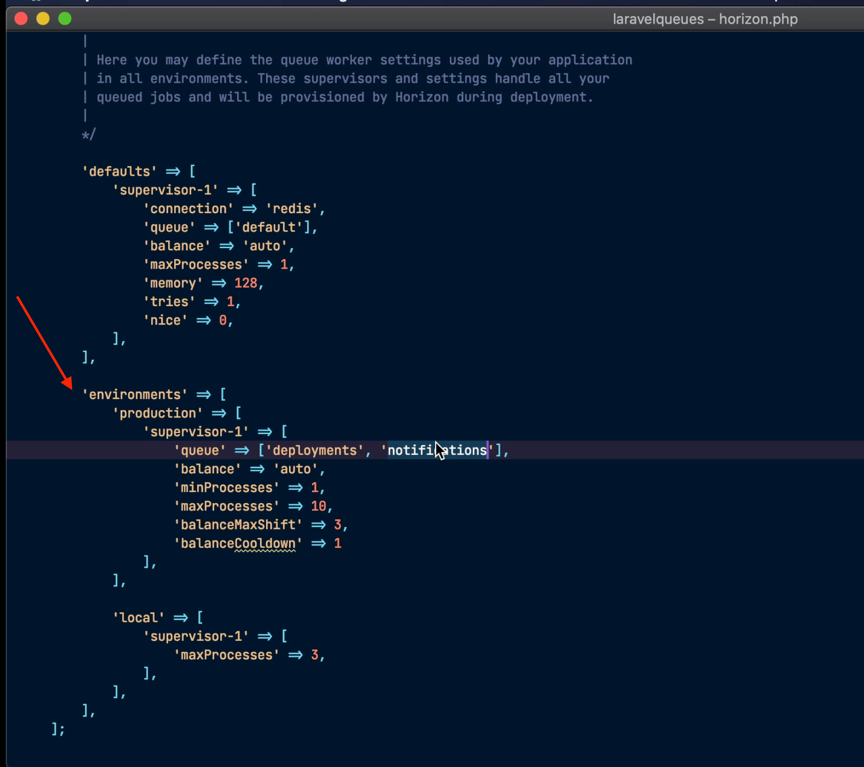 laravelqueues – horizon.php
|
| Here you may define the queue worker settings used by your application
| in all environments. These supervisors and settings handle all your
| queued jobs and will be provisioned by Horizon during deployment.
|
*/
'defaults' => [
'supervisor-1' => [
'connection' => 'redis',
'queue' => ['default'],
'balance' => 'auto',
'maxProcesses' => 1,
'memory' => 128,
'tries' => 1,
'nice' => 0,
],
],
'environments' => [
'production' => [
'supervisor-1' => [
'queue' => ['deployments', 'notifications'],
'balance' => 'auto',
'minProcesses' => 1,
'maxProcesses' => 10,
'balanceMaxShift' => 3,
'balanceCooldown' => 1
],
],
'local' => [
'supervisor-1' => [
'maxProcesses' => 3,
],
],
],
];